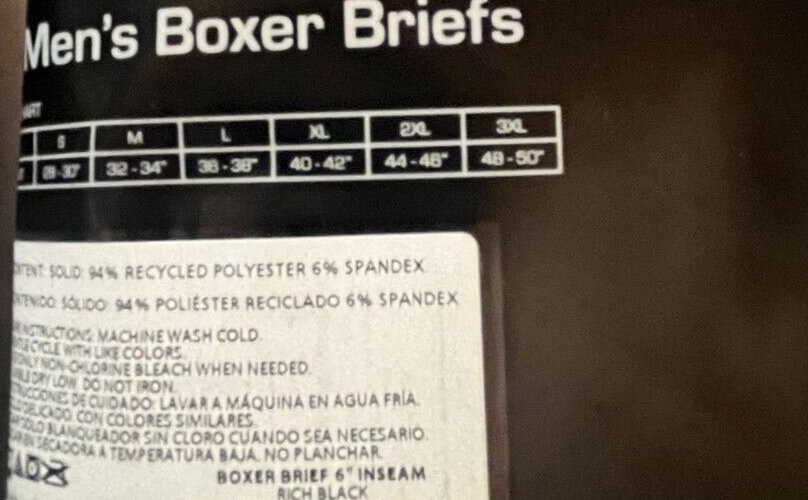 Men's Boxer Briefs
S M L XL 2XL 3XL
28-30" 32-34" 36-38" 40-42" 44-46" 48-50"
SOLID: 94% RECYCLED POLYESTER 6% SPANDEX
SÓLIDO: 94% POLIÉSTER RECICLADO 6% SPANDEX
INSTRUCTIONS: MACHINE WASH COLD.
CYCLE WITH LIKE COLORS.
ONLY NON-CHLORINE BLEACH WHEN NEEDED.
DRY LOW. DO NOT IRON.
DE CUIDADO: LAVAR A MÁQUINA EN AGUA FRÍA.
DELICADO CON COLORES SIMILARES.
SOLO BLANQUEADOR SIN CLORO CUANDO SEA NECESARIO.
EN SECADORA A TEMPERATURA BAJA. NO PLANCHAR.
BOXER BRIEF 6" INSEAM
RICH BLACK